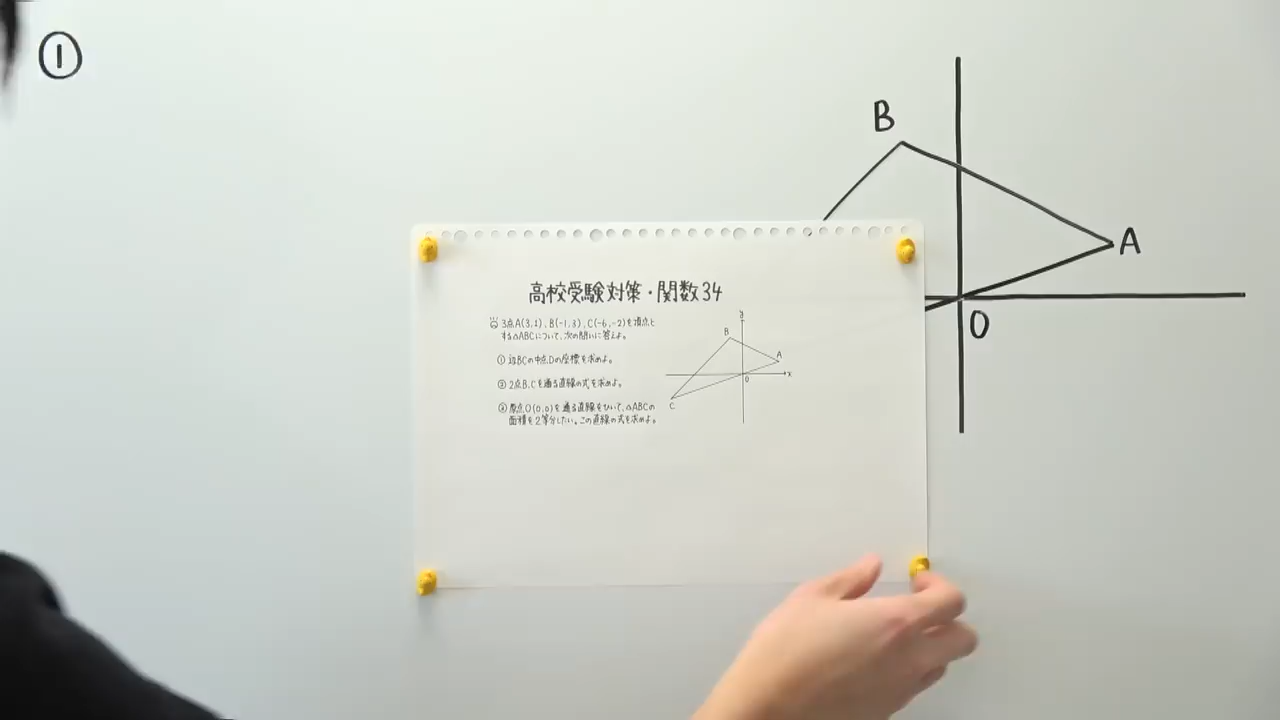 ①
B
A
O
高校受験対策・関数34
3点A(3,1)、B(-1,3)、C(-6,-2)を頂点と
する△ABCについて、次の問いに答えよ。
① 辺BCの中点Dの座標を求めよ。
② 2点B,Cを通る直線の式を求めよ。
③ 原点O(0,0)を通る直線をひいて、△ABCの
面積を2等分したい。この直線の式を求めよ。
y
B
A
O
x
C